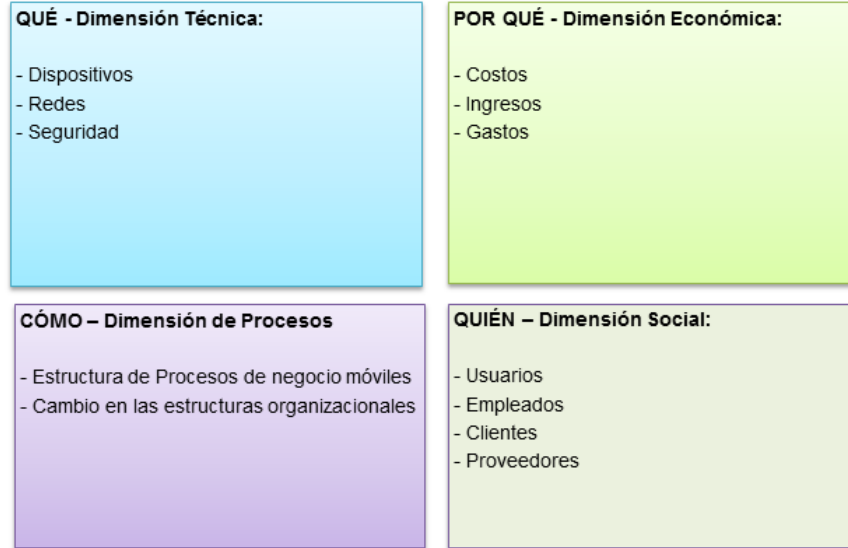 QUÉ - Dimensión Técnica:
- Dispositivos
- Redes
- Seguridad
POR QUÉ - Dimensión Económica:
- Costos
- Ingresos
- Gastos
CÓMO – Dimensión de Procesos
- Estructura de Procesos de negocio móviles
- Cambio en las estructuras organizacionales
QUIÉN – Dimensión Social:
- Usuarios
- Empleados
- Clientes
- Proveedores